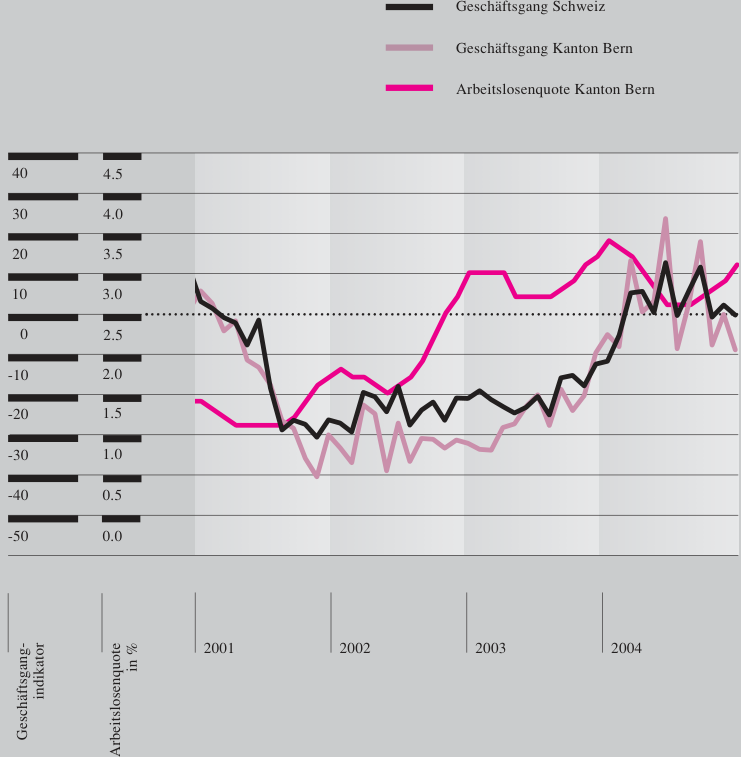 Geschäftsgang Schweiz
Geschäftsgang Kanton Bern
Arbeitslosenquote Kanton Bern
40 4.5
30 4.0
20 3.5
10 3.0
0 2.5
-10 2.0
-20 1.5
-30 1.0
-40 0.5
-50 0.0
2001 2002 2003 2004
Geschäftsgang-
indikator
Arbeitslosenquote
in %